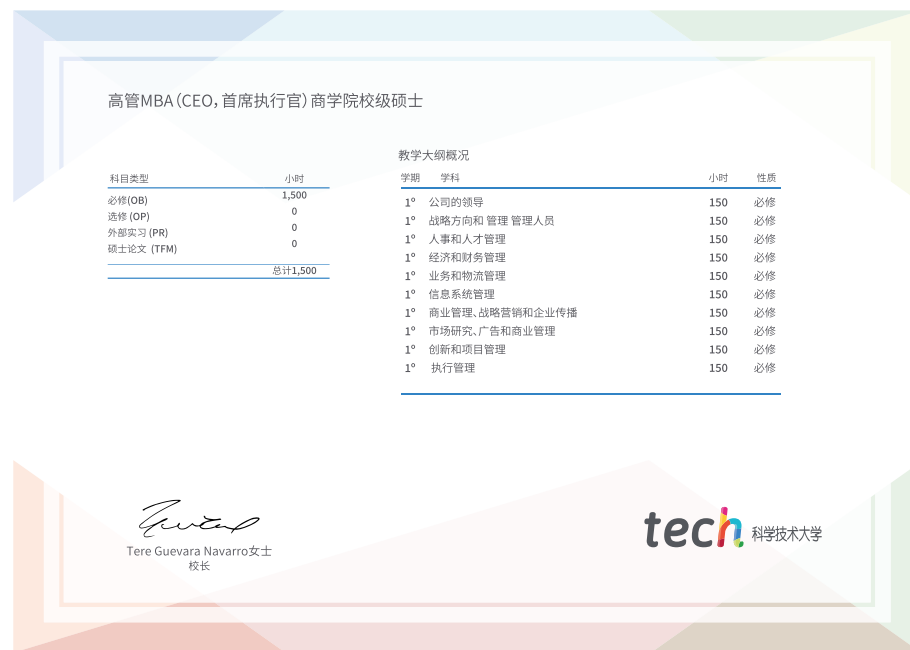 高管MBA（CEO，首席执行官）商学院校级硕士
科目类型 小时
必修(OB) 1,500
选修 (OP) 0
外部实习 (PR) 0
硕士论文 (TFM) 0
总计1,500
教学大纲概况
学期 学科 小时 性质
1º 公司的领导 150 必修
1º 战略方向和 管理 管理人员 150 必修
1º 人事和人才管理 150 必修
1º 经济和财务管理 150 必修
1º 业务和物流管理 150 必修
1º 信息系统管理 150 必修
1º 商业管理、战略营销和企业传播 150 必修
1º 市场研究、广告和商业管理 150 必修
1º 创新和项目管理 150 必修
1º 执行管理 150 必修
Tere Guevara Navarro女士
校长
tech 科学技术大学